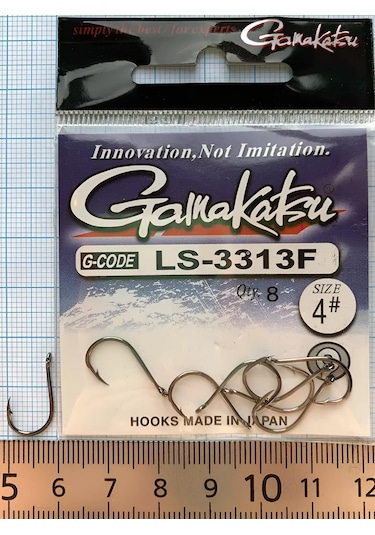 simply the best - for experts
Gamakatsu
Innovation, Not Imitation.
Gamakatsu
G-CODE LS-3313F
Qty. 8
SIZE
4#
HOOKS MADE IN JAPAN
5 6 7 8 9 10 11 12